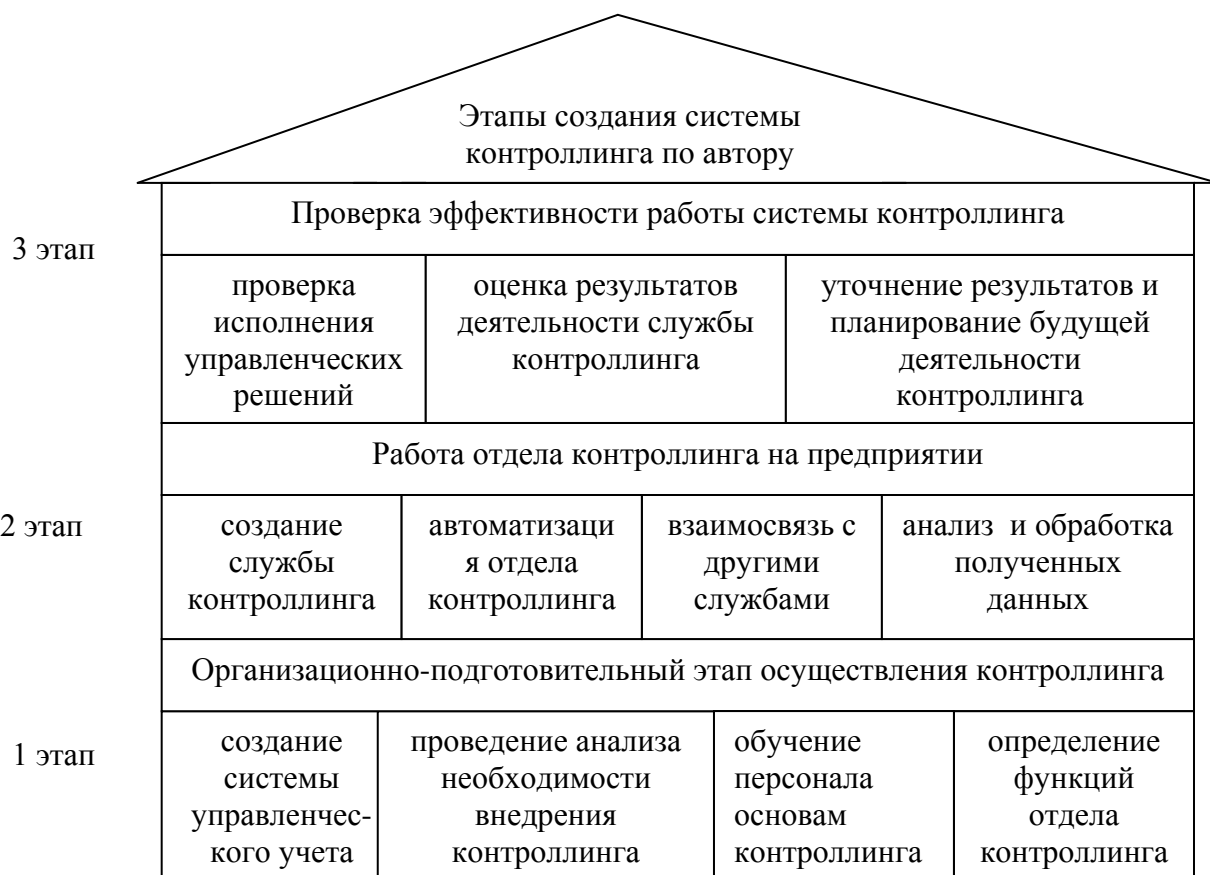 Этапы создания системы
контроллинга по автору
3 этап
Проверка эффективности работы системы контроллинга
проверка
исполнения
управленческих
решений
оценка результатов
деятельности службы
контроллинга
уточнение результатов и
планирование будущей
деятельности
контроллинга
2 этап
Работа отдела контроллинга на предприятии
создание
службы
контроллинга
автоматизаци
я отдела
контроллинга
взаимосвязь с
другими
службами
анализ и обработка
полученных
данных
1 этап
Организационно-подготовительный этап осуществления контроллинга
создание
системы
управленчес-
кого учета
проведение анализа
необходимости
внедрения
контроллинга
обучение
персонала
основам
контроллинга
определение
функций
отдела
контроллинга